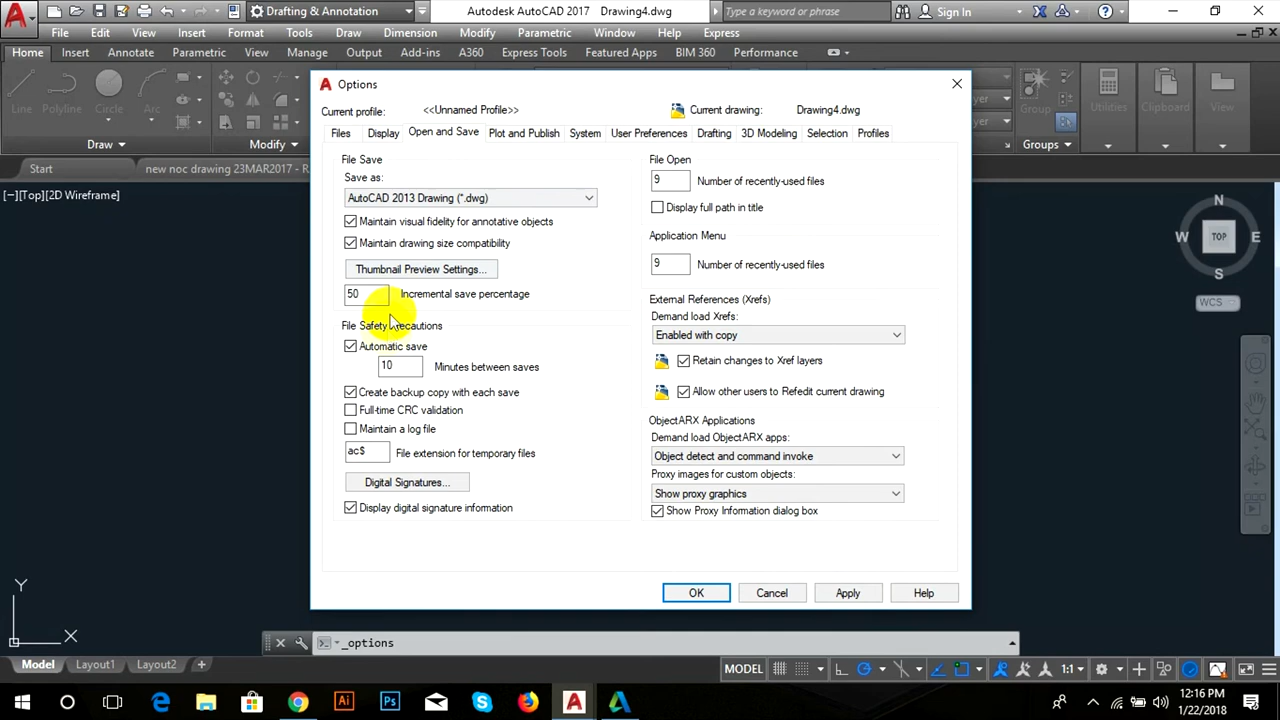 Drafting & Annotation
Autodesk AutoCAD 2017 Drawing4.dwg
Type a keyword or phrase
Sign In
File Edit View Insert Format Tools Draw Dimension Modify Parametric Window Help Express
Home Insert Annotate Parametric View Manage Output Add-ins A360 Express Tools Featured Apps BIM 360 Performance
Line Polyline Circle Arc
Group Utilities Clipboard View
Draw Modify Groups
Start new noc drawing 23MAR2017 - R
[−][Top][2D Wireframe]
Options
Current profile: <<Unnamed Profile>> Current drawing: Drawing4.dwg
Files Display Open and Save Plot and Publish System User Preferences Drafting 3D Modeling Selection Profiles
File Save
Save as:
AutoCAD 2013 Drawing (*.dwg)
Maintain visual fidelity for annotative objects
Maintain drawing size compatibility
Thumbnail Preview Settings...
50 Incremental save percentage
File Safety Precautions
Automatic save
10 Minutes between saves
Create backup copy with each save
Full-time CRC validation
Maintain a log file
ac$ File extension for temporary files
Digital Signatures...
Display digital signature information
File Open
9 Number of recently-used files
Display full path in title
Application Menu
9 Number of recently-used files
External References (Xrefs)
Demand load Xrefs:
Enabled with copy
Retain changes to Xref layers
Allow other users to Refedit current drawing
ObjectARX Applications
Demand load ObjectARX apps:
Object detect and command invoke
Proxy images for custom objects:
Show proxy graphics
Show Proxy Information dialog box
OK Cancel Apply Help
N
W TOP E
S
WCS
Y
X
_options
Model Layout1 Layout2 +
MODEL 1:1
12:16 PM
1/22/2018